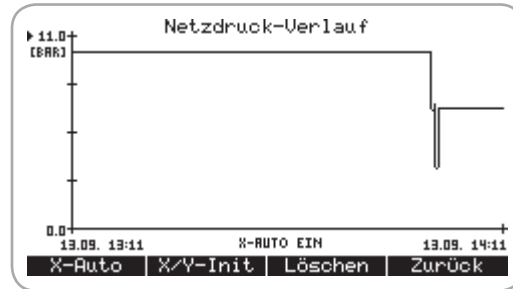 Netzdruck-Verlauf
11.0
[BAR]
0.0
13.09. 13:11 X-AUTO EIN 13.09. 14:11
X-Auto X/Y-Init Löschen Zurück